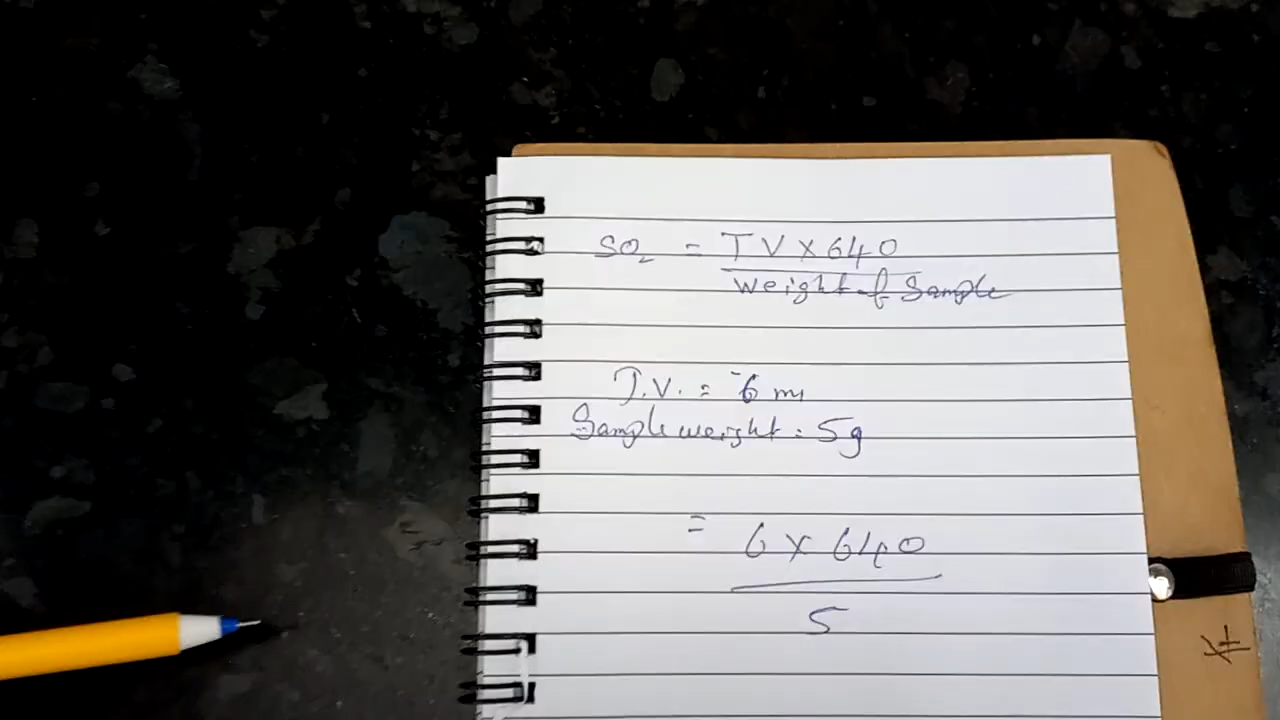 SO2 = TV X 640
Weight of Sample
T.V. = 6 ml
Sample weight : 5g
= 6 X 640
5